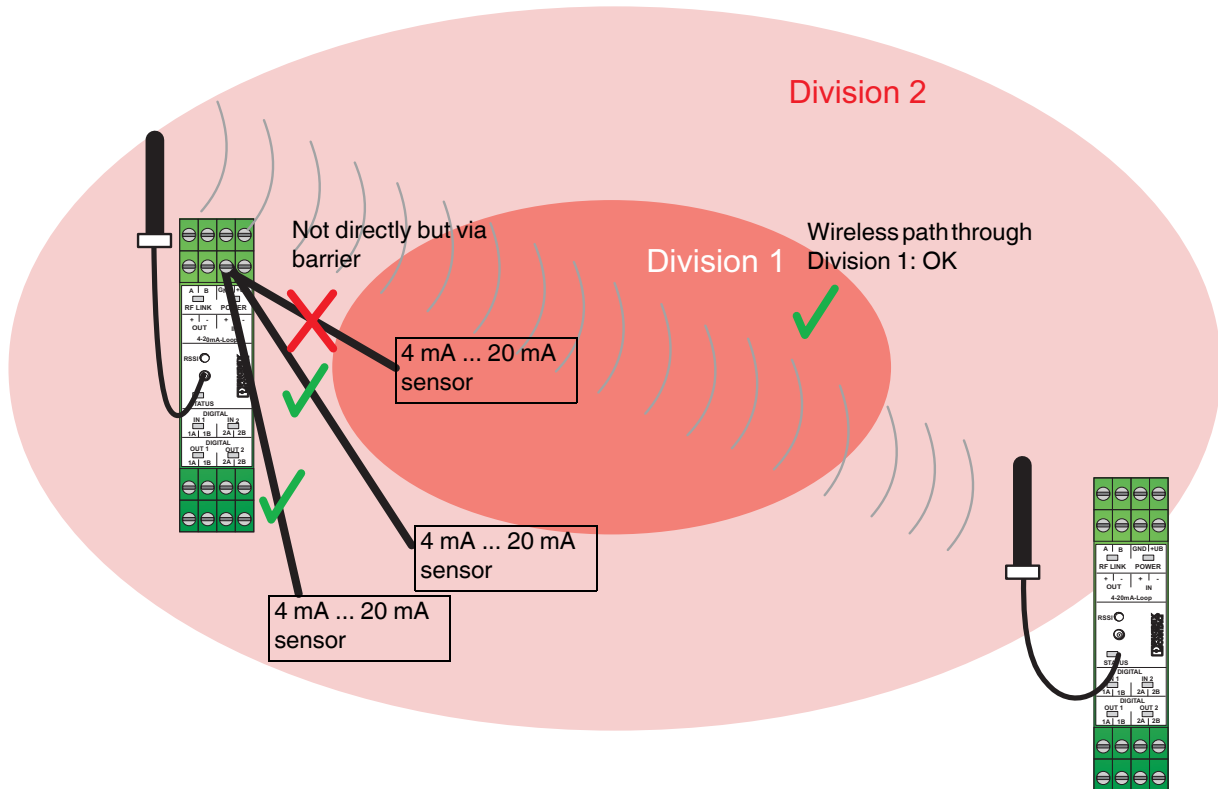 Division 2
Not directly but via
barrier
Wireless path through
Division 1: OK
Division 1
4 mA ... 20 mA
sensor
4 mA ... 20 mA
sensor
4 mA ... 20 mA
sensor
A | B
RF LINK POWER
+ | - + | -
OUT
4-20mA-Loop
RSSI
STATUS
DIGITAL
IN 1 IN 2
1A | 1B 2A | 2B
DIGITAL
OUT 1 OUT 2
1A | 1B 2A | 2B
A | B GND | +UB
RF LINK POWER
+ | - + | -
OUT IN
4-20mA-Loop
RSSI
STATUS
DIGITAL
IN 1 IN 2
1A | 1B 2A | 2B
DIGITAL
OUT 1 OUT 2
1A | 1B 2A | 2B